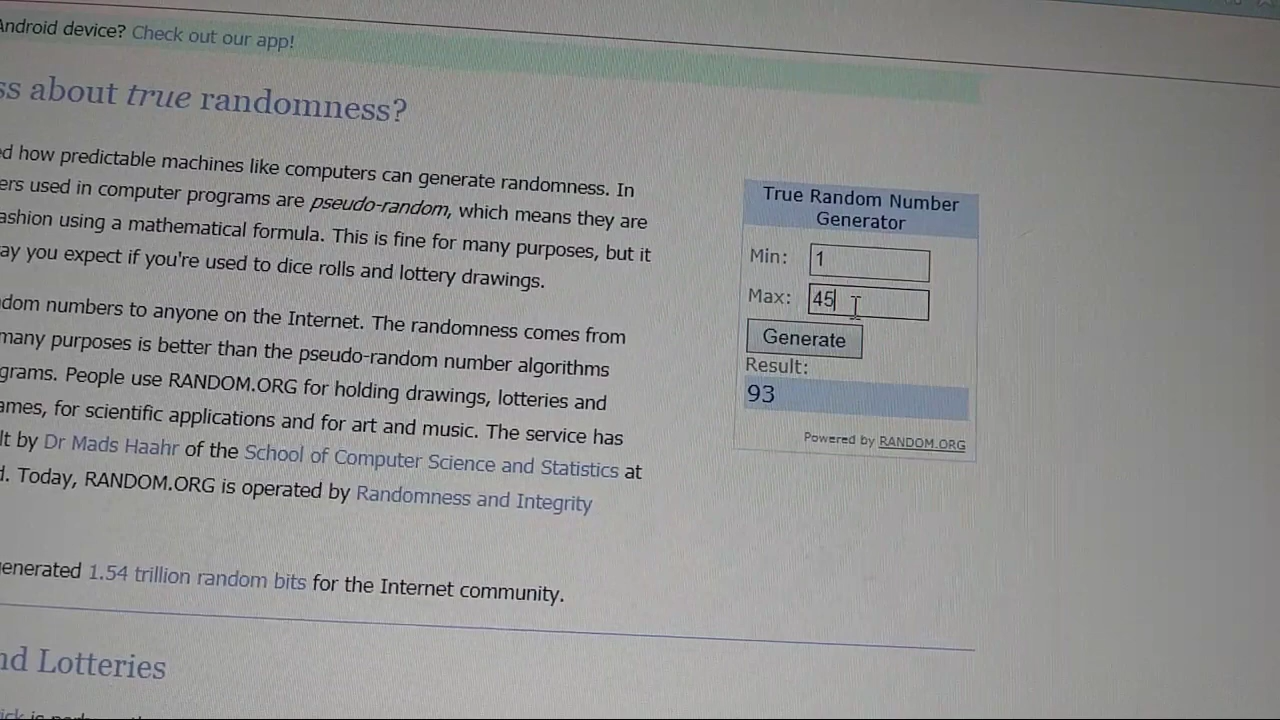 Android device? Check out our app!
ss about true randomness?
ed how predictable machines like computers can generate randomness. In
ers used in computer programs are pseudo-random, which means they are
ashion using a mathematical formula. This is fine for many purposes, but it
ay you expect if you're used to dice rolls and lottery drawings.
dom numbers to anyone on the Internet. The randomness comes from
many purposes is better than the pseudo-random number algorithms
grams. People use RANDOM.ORG for holding drawings, lotteries and
ames, for scientific applications and for art and music. The service has
lt by Dr Mads Haahr of the School of Computer Science and Statistics at
d. Today, RANDOM.ORG is operated by Randomness and Integrity
enerated 1.54 trillion random bits for the Internet community.
nd Lotteries
True Random Number
Generator
Min: 1
Max: 45
Generate
Result:
93
Powered by RANDOM.ORG